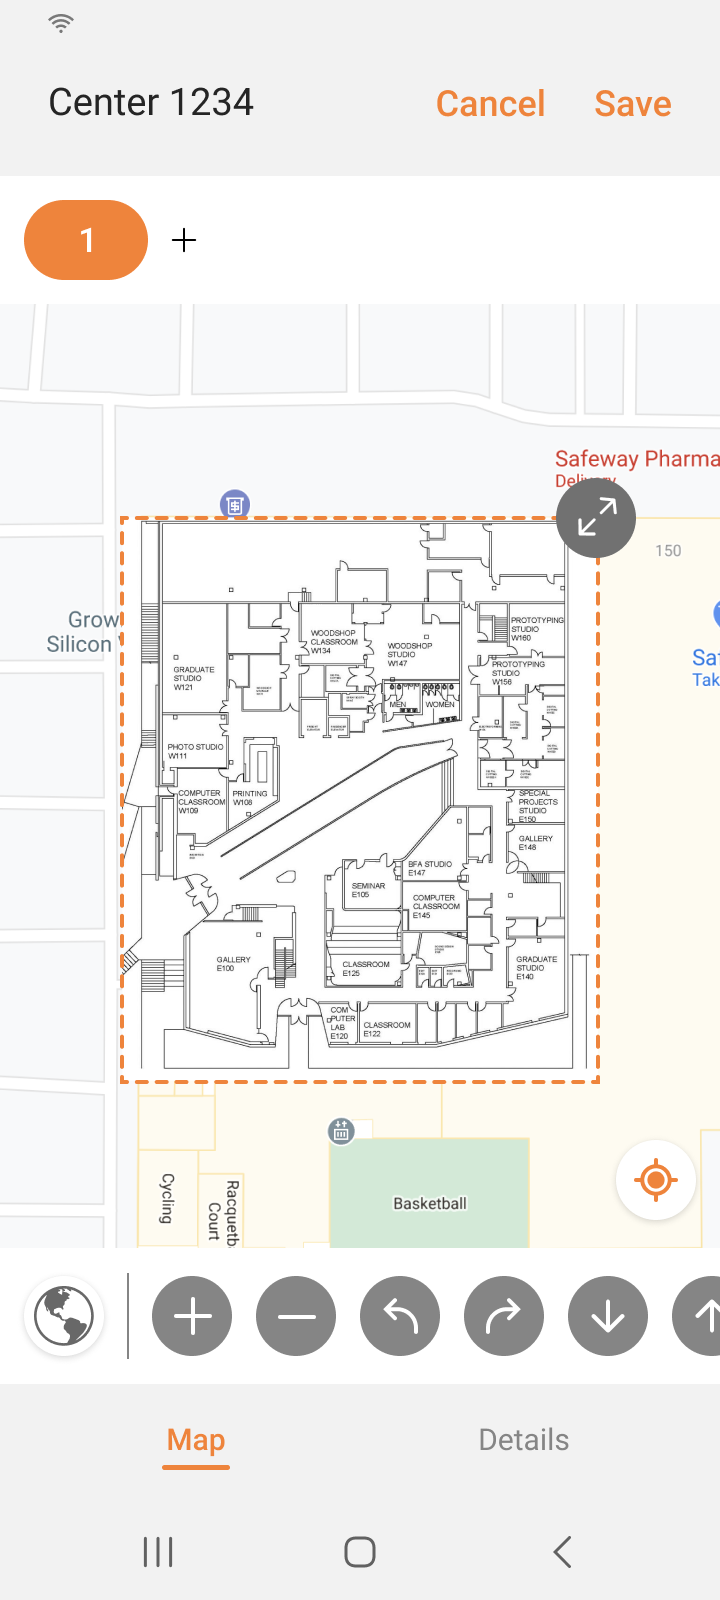 Center 1234
Cancel
Save
1
Safeway Pharma
Delivery
150
Grow
Silicon
Saf
Tak
WOODSHOP
CLASSROOM
W134
WOODSHOP
STUDIO
W147
PROTOTYPING
STUDIO
W160
PROTOTYPING
STUDIO
W156
GRADUATE
STUDIO
W121
MEN
WOMEN
PHOTO STUDIO
W111
COMPUTER
CLASSROOM
W109
PRINTING
W108
SPECIAL
PROJECTS
STUDIO
E150
GALLERY
E148
BFA STUDIO
E147
SEMINAR
E105
COMPUTER
CLASSROOM
E145
GALLERY
E100
CLASSROOM
E125
GRADUATE
STUDIO
E140
COM
PUTER
LAB
E120
CLASSROOM
E122
Cycling
Racquetb
Court
Basketball
Map
Details